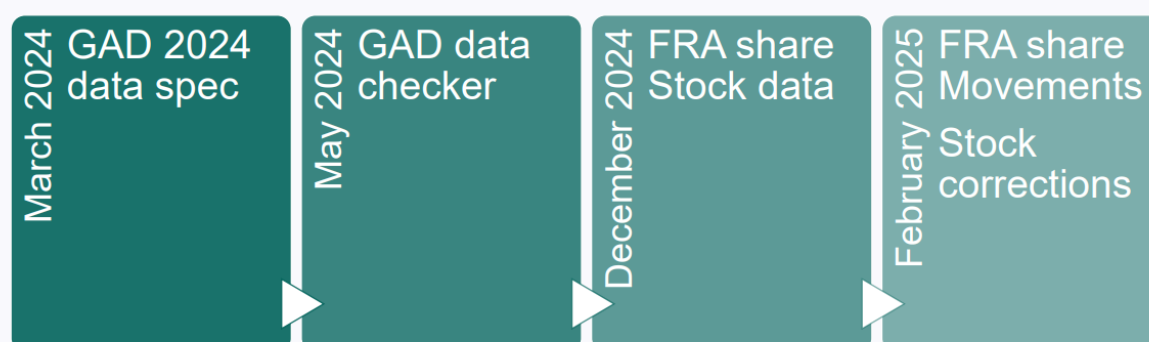 March 2024
GAD 2024
data spec
May 2024
GAD data
checker
December 2024
FRA share
Stock data
February 2025
FRA share
Movements
Stock
corrections